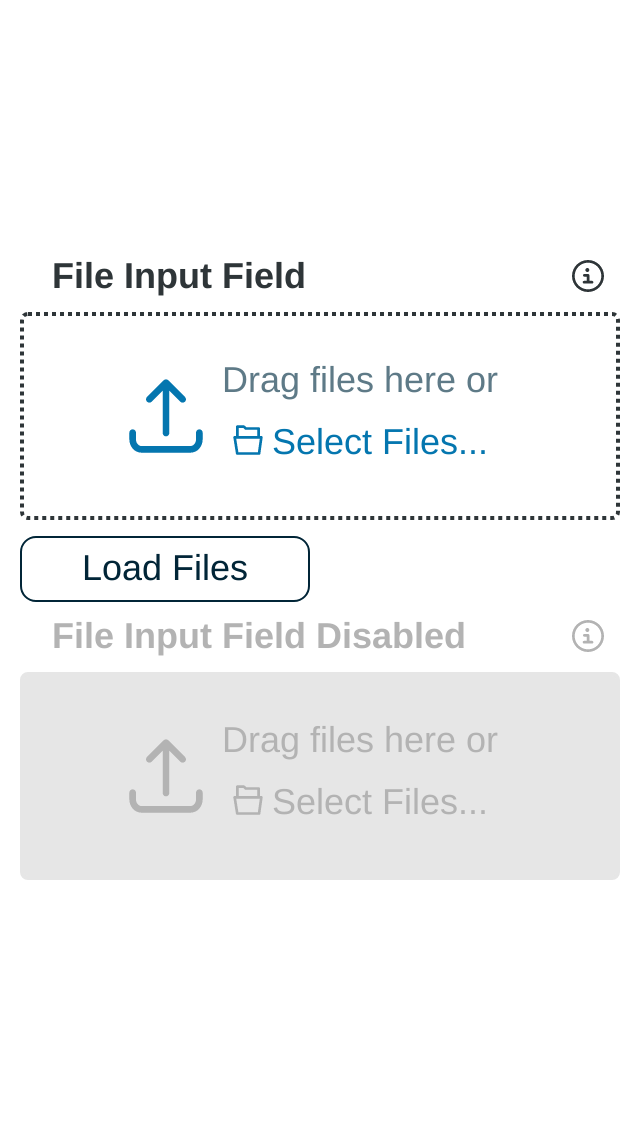 File Input Field
Drag files here or
Select Files...
Load Files
File Input Field Disabled
Drag files here or
Select Files...